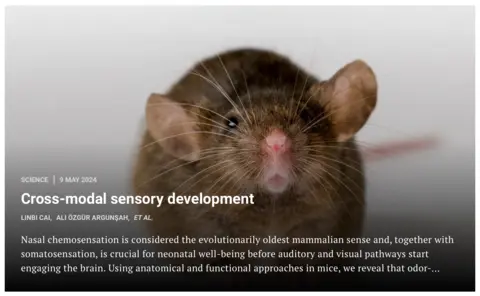 SCIENCE | 9 MAY 2024
Cross-modal sensory development
LINBI CAI, ALI ÖZGÜR ARGUNŞAH, ET AL.
Nasal chemosensation is considered the evolutionarily oldest mammalian sense and, together with
somatosensation, is crucial for neonatal well-being before auditory and visual pathways start
engaging the brain. Using anatomical and functional approaches in mice, we reveal that odor-...